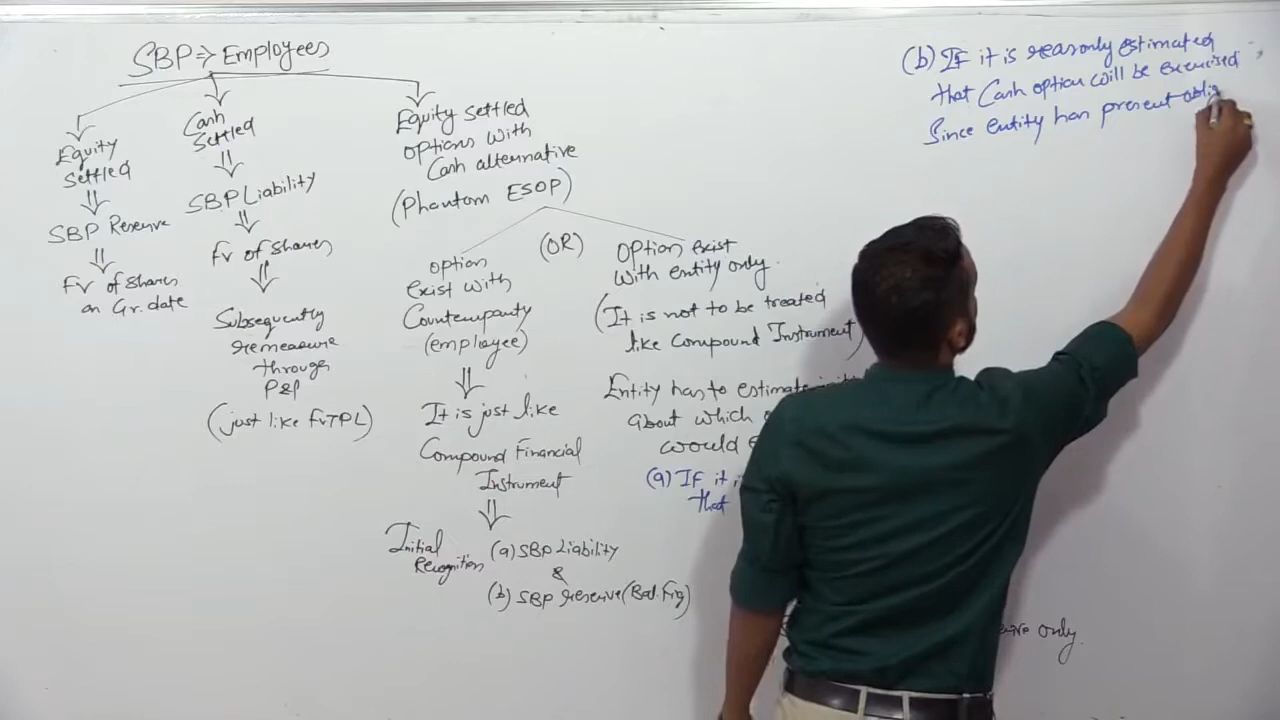 SBP => Employees
Equity
Settled
SBP Reserve
FV of Shares
on Gr. date
Cash
Settled
SBP Liability
FV of Shares
Subsequently
remeasure
through
P&P
(just like FVTPL)
Equity Settled
Options With
Cash alternative
(Phantom ESOP)
(OR)
option
exist with
Counterparty
(employee)
It is just like
Compound Financial
Instrument
Initial
Recognition
(a) SBP Liability
&
(b) SBP reserve (Bal. Fig)
Option exist
With entity only.
(It is not to be treated
like Compound Instrument)
Entity has to estimate
About which
would
(a) IF it
that
only.
(b) IF it is reasonly estimated
that Cash option will be exercised
Since entity has present oblig